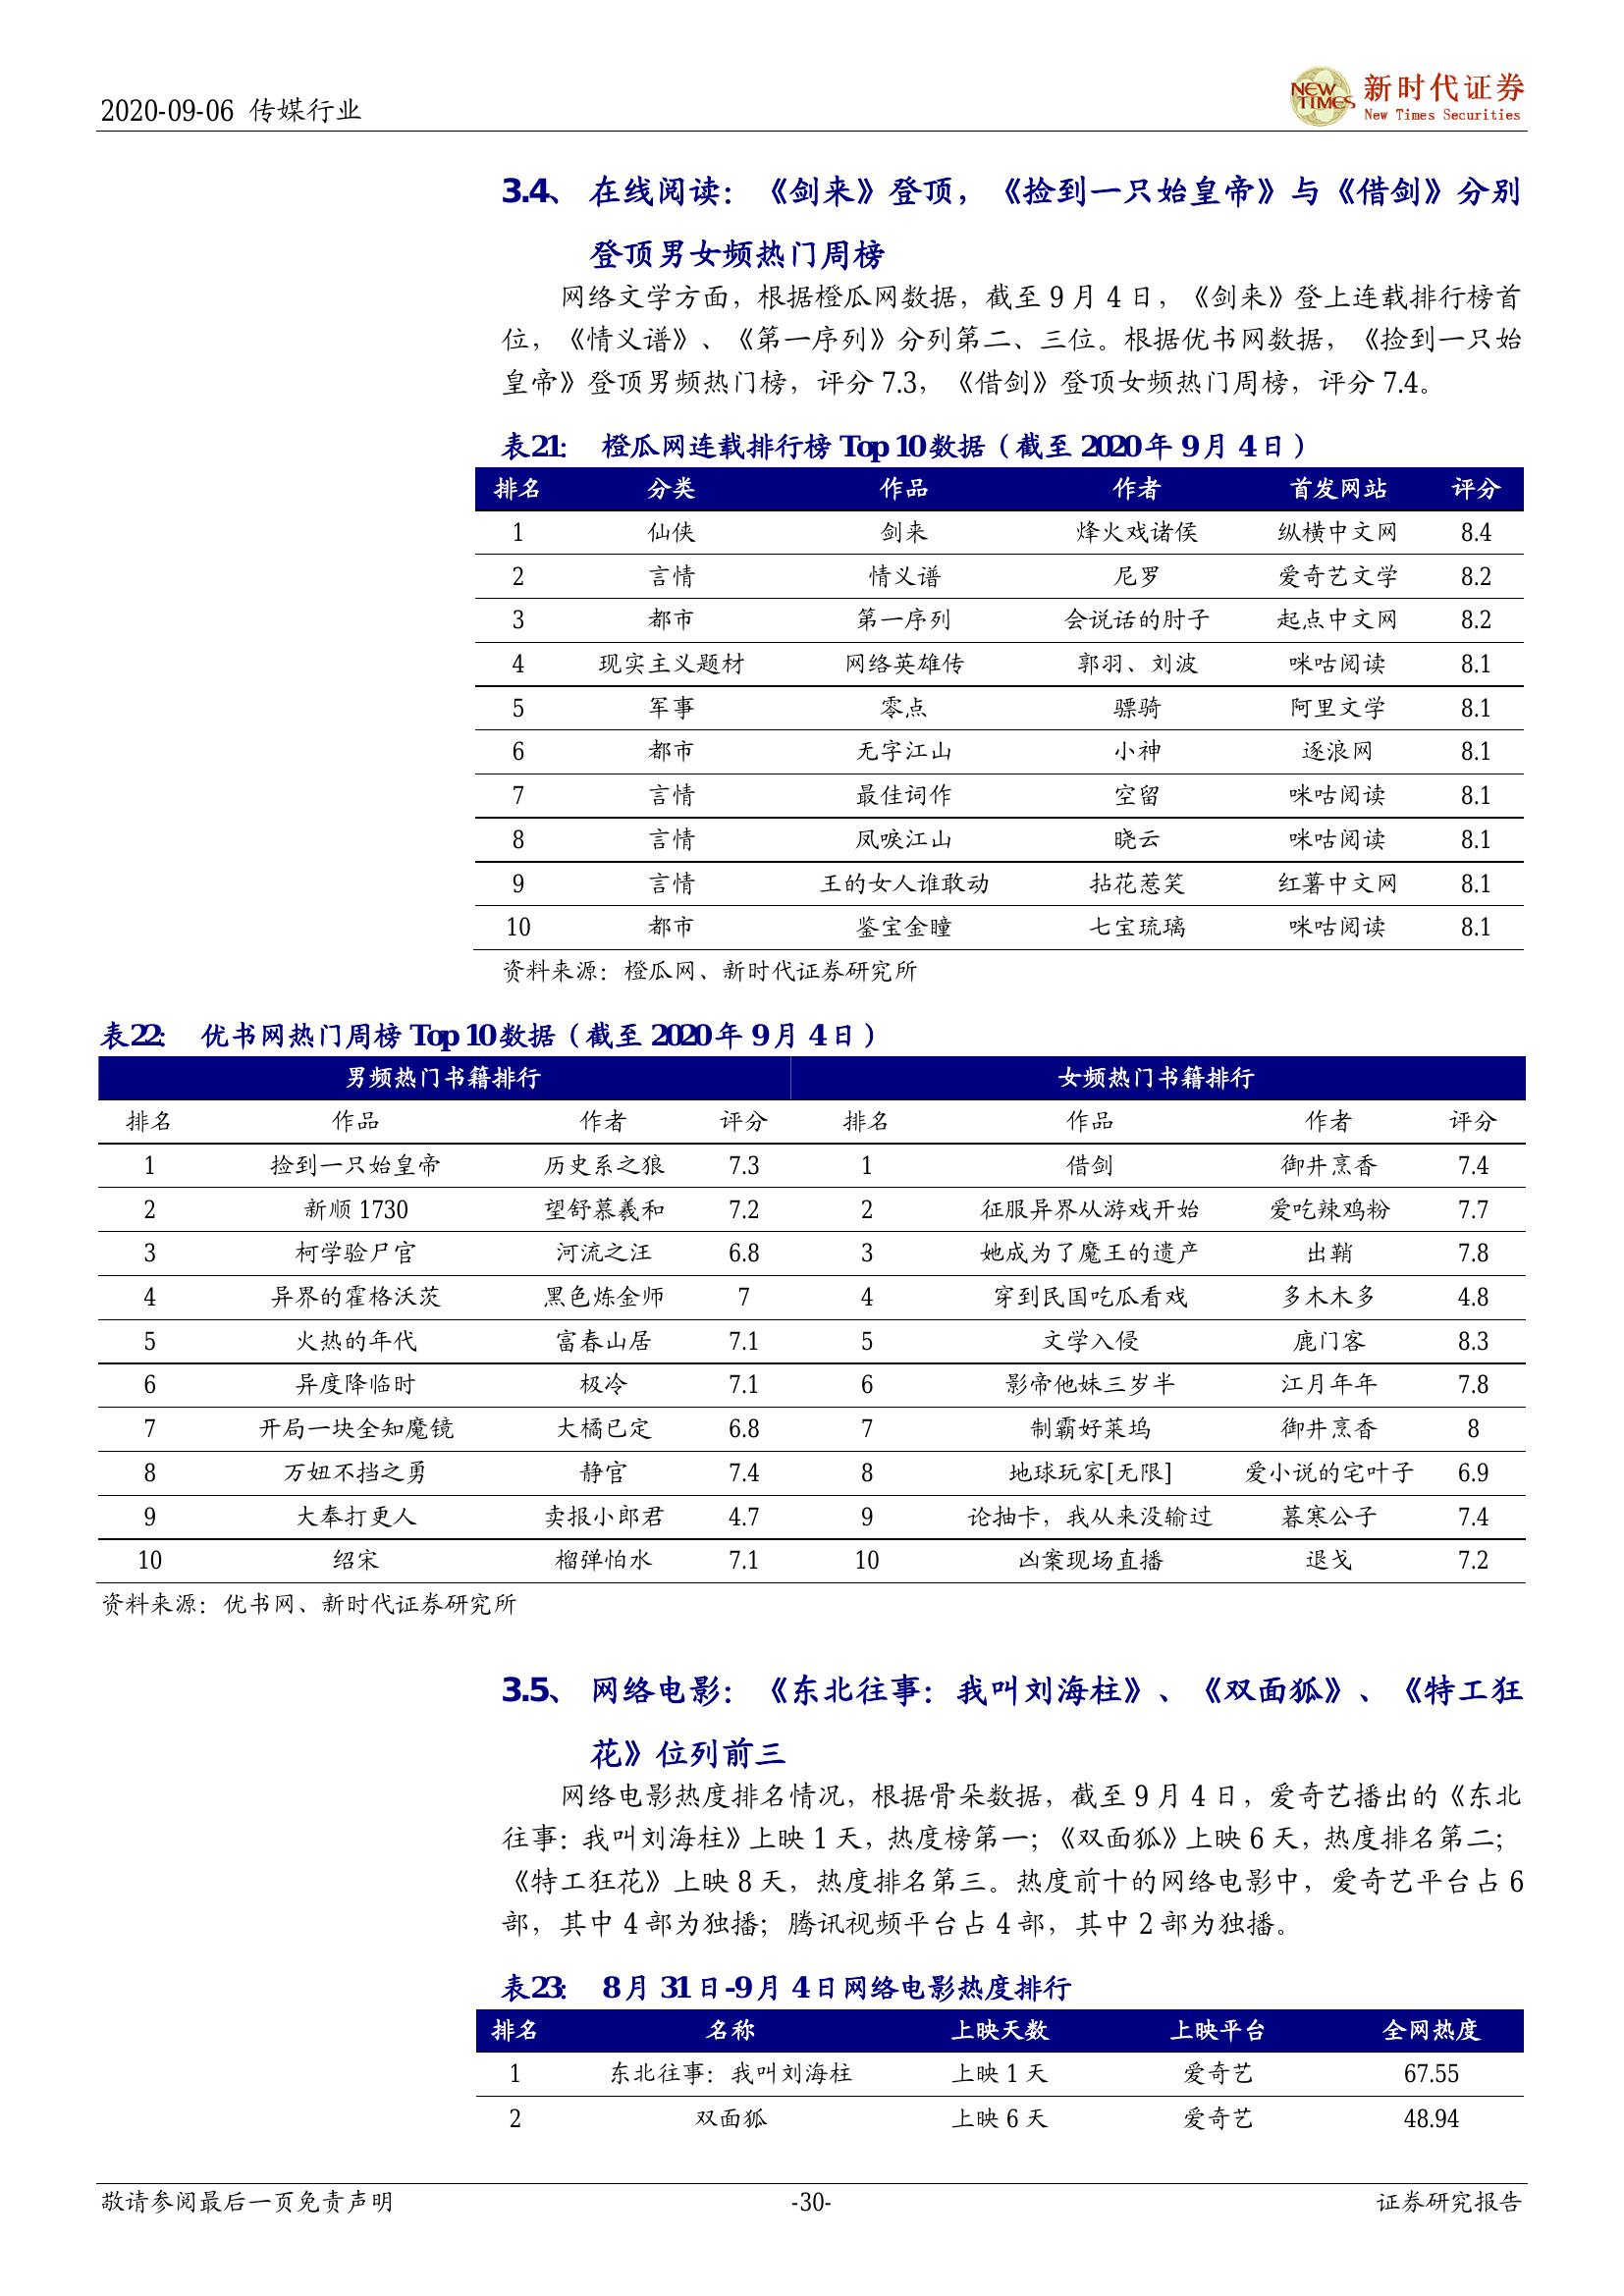 2020-09-06 传媒行业
NEW TIMES 新时代证券
New Times Securities
3.4、 在线阅读：《剑来》登顶，《捡到一只始皇帝》与《借剑》分别
登顶男女频热门周榜
网络文学方面，根据橙瓜网数据，截至 9 月 4 日，《剑来》登上连载排行榜首
位，《情义谱》、《第一序列》分列第二、三位。根据优书网数据，《捡到一只始
皇帝》登顶男频热门榜，评分 7.3，《借剑》登顶女频热门周榜，评分 7.4。
表21： 橙瓜网连载排行榜 Top 10 数据（截至 2020 年 9 月 4 日）
排名 分类 作品 作者 首发网站 评分
1 仙侠 剑来 烽火戏诸侯 纵横中文网 8.4
2 言情 情义谱 尼罗 爱奇艺文学 8.2
3 都市 第一序列 会说话的肘子 起点中文网 8.2
4 现实主义题材 网络英雄传 郭羽、刘波 咪咕阅读 8.1
5 军事 零点 骠骑 阿里文学 8.1
6 都市 无字江山 小神 逐浪网 8.1
7 言情 最佳词作 空留 咪咕阅读 8.1
8 言情 凤唳江山 晓云 咪咕阅读 8.1
9 言情 王的女人谁敢动 拈花惹笑 红薯中文网 8.1
10 都市 鉴宝金瞳 七宝琉璃 咪咕阅读 8.1
资料来源：橙瓜网、新时代证券研究所
表22： 优书网热门周榜 Top 10 数据（截至 2020 年 9 月 4 日）
男频热门书籍排行 女频热门书籍排行
排名 作品 作者 评分 排名 作品 作者 评分
1 捡到一只始皇帝 历史系之狼 7.3 1 借剑 御井烹香 7.4
2 新顺 1730 望舒慕羲和 7.2 2 征服异界从游戏开始 爱吃辣鸡粉 7.7
3 柯学验尸官 河流之汪 6.8 3 她成为了魔王的遗产 出鞘 7.8
4 异界的霍格沃茨 黑色炼金师 7 4 穿到民国吃瓜看戏 多木木多 4.8
5 火热的年代 富春山居 7.1 5 文学入侵 鹿门客 8.3
6 异度降临时 极冷 7.1 6 影帝他妹三岁半 江月年年 7.8
7 开局一块全知魔镜 大橘已定 6.8 7 制霸好莱坞 御井烹香 8
8 万妞不挡之勇 静官 7.4 8 地球玩家[无限] 爱小说的宅叶子 6.9
9 大奉打更人 卖报小郎君 4.7 9 论抽卡，我从来没输过 暮寒公子 7.4
10 绍宋 榴弹怕水 7.1 10 凶案现场直播 退戈 7.2
资料来源：优书网、新时代证券研究所
3.5、 网络电影：《东北往事：我叫刘海柱》、《双面狐》、《特工狂
花》位列前三
网络电影热度排名情况，根据骨朵数据，截至 9 月 4 日，爱奇艺播出的《东北
往事：我叫刘海柱》上映 1 天，热度榜第一；《双面狐》上映 6 天，热度排名第二；
《特工狂花》上映 8 天，热度排名第三。热度前十的网络电影中，爱奇艺平台占 6
部，其中 4 部为独播；腾讯视频平台占 4 部，其中 2 部为独播。
表23： 8 月 31 日-9 月 4 日网络电影热度排行
排名 名称 上映天数 上映平台 全网热度
1 东北往事：我叫刘海柱 上映 1 天 爱奇艺 67.55
2 双面狐 上映 6 天 爱奇艺 48.94
敬请参阅最后一页免责声明 -30- 证券研究报告